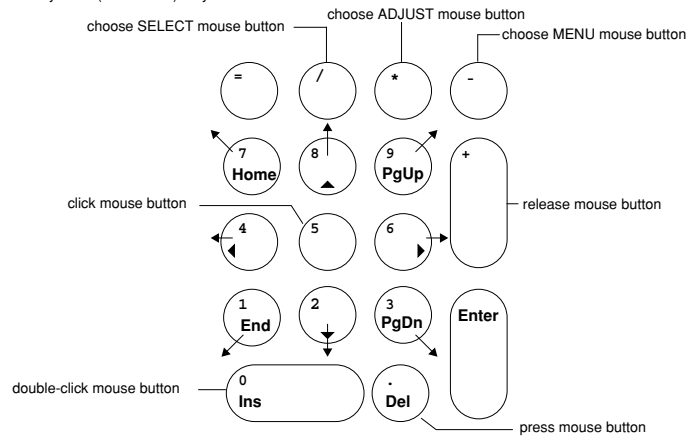 choose ADJUST mouse button
choose SELECT mouse button
choose MENU mouse button
= / * -
7 8 9 +
Home PgUp
click mouse button
release mouse button
4 5 6
1 2 3
End PgDn Enter
double-click mouse button
0 .
Ins Del
press mouse button